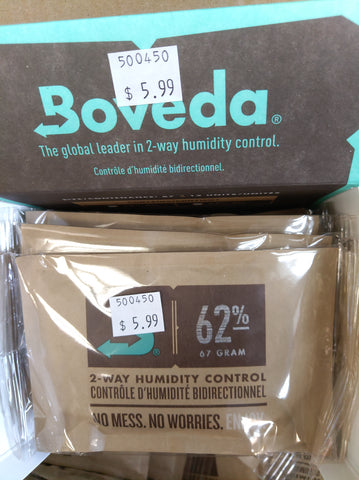 500450
$ 5.99
Boveda®
The global leader in 2-way humidity control.
Contrôle d'humidité bidirectionnel.
500450
$ 5.99
B®
62%
67 GRAM
2-WAY HUMIDITY CONTROL
CONTRÔLE D'HUMIDITÉ BIDIRECTIONNEL
NO MESS. NO WORRIES. ENJOY